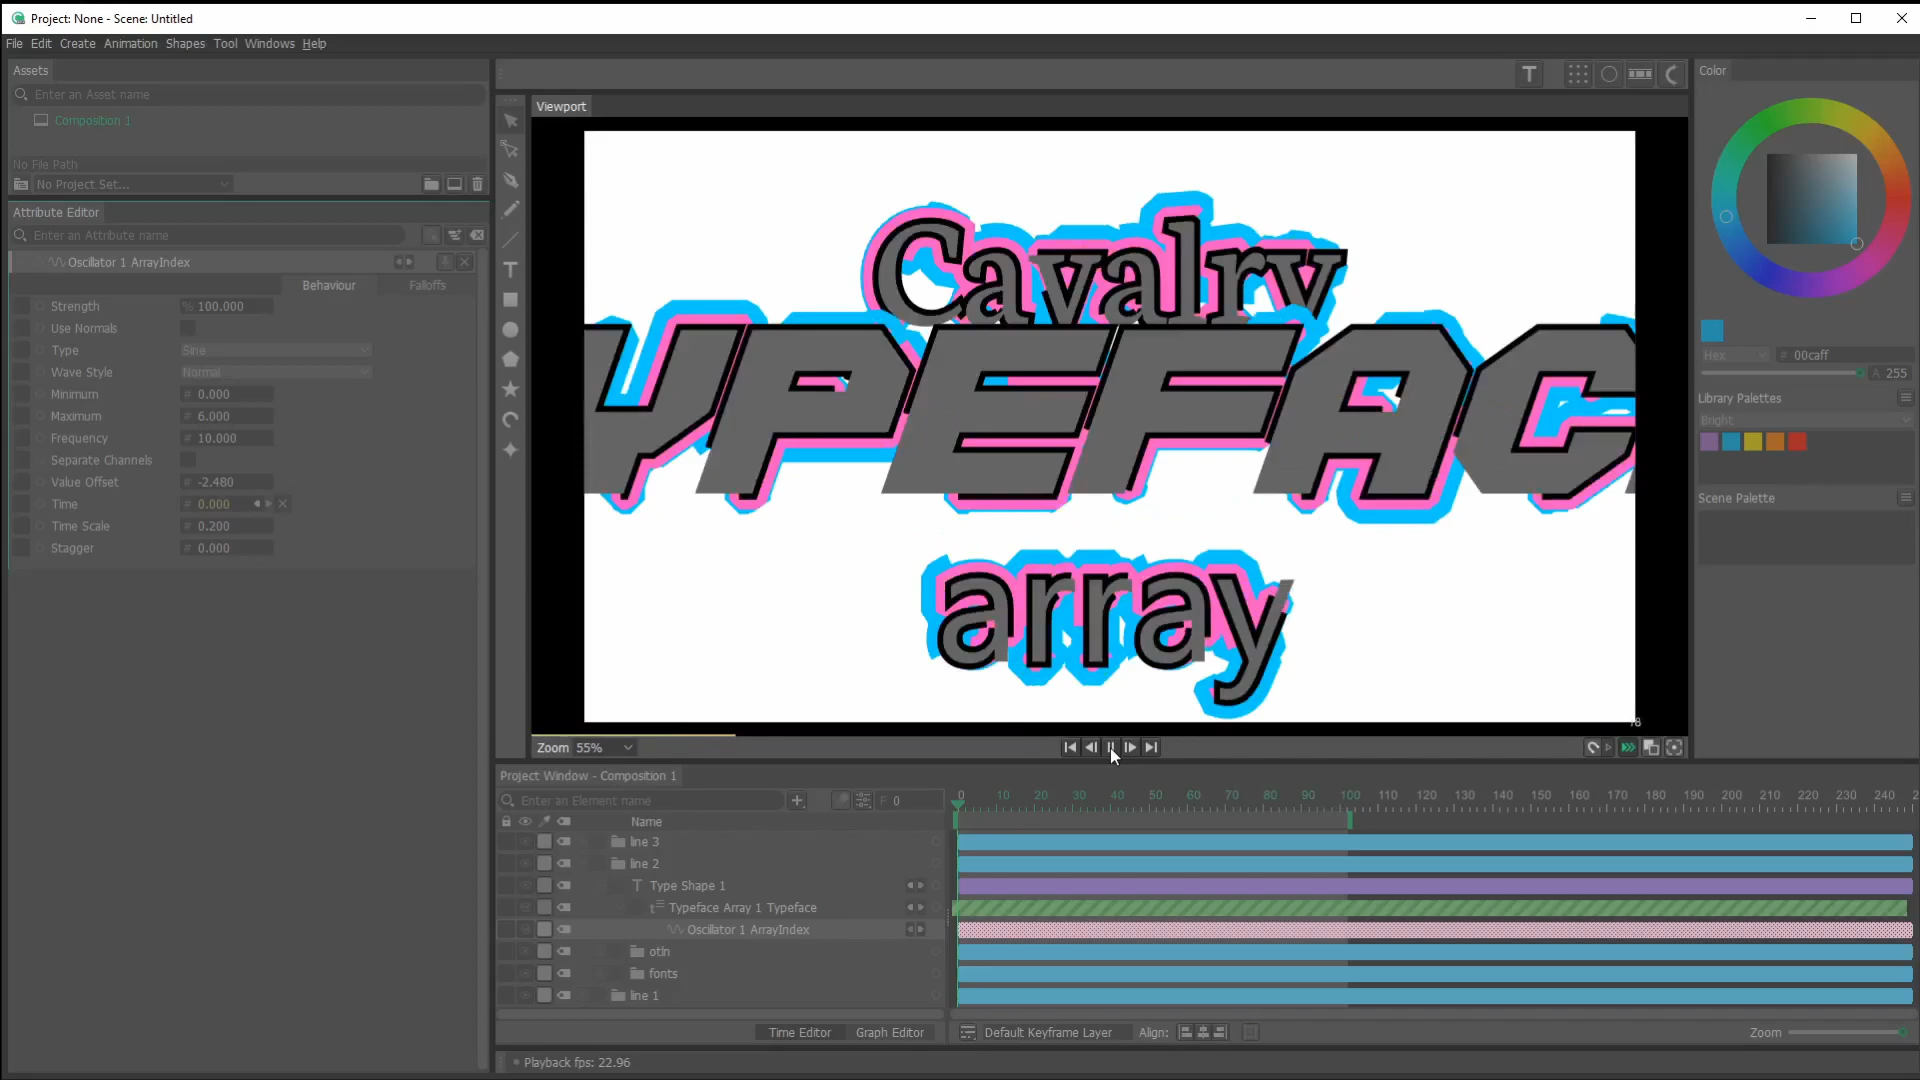 Project: None - Scene: Untitled
File Edit Create Animation Shapes Tool Windows Help
Assets
Enter an Asset name
Composition 1
No File Path
No Project Set...
Attribute Editor
Enter an Attribute name
Oscillator 1 ArrayIndex
Behaviour Falloffs
Strength % 100.000
Use Normals
Type Sine
Wave Style Normal
Minimum # 0.000
Maximum # 6.000
Frequency # 10.000
Separate Channels
Value Offset # -2.480
Time # 0.000
Time Scale # 0.200
Stagger # 0.000
Viewport
Cavalry
YPEFAC
array
Zoom 55%
Color
Hex # 00caff
A 255
Library Palettes
Bright
Scene Palette
Project Window - Composition 1
Enter an Element name F 0
0 10 20 30 40 50 60 70 80 90 100 110 120 130 140 150 160 170 180 190 200 210 220 230 240 2
Name
line 3
line 2
Type Shape 1
Typeface Array 1 Typeface
Oscillator 1 ArrayIndex
otln
fonts
line 1
Time Editor Graph Editor
Default Keyframe Layer Align:
Zoom
Playback fps: 22.96